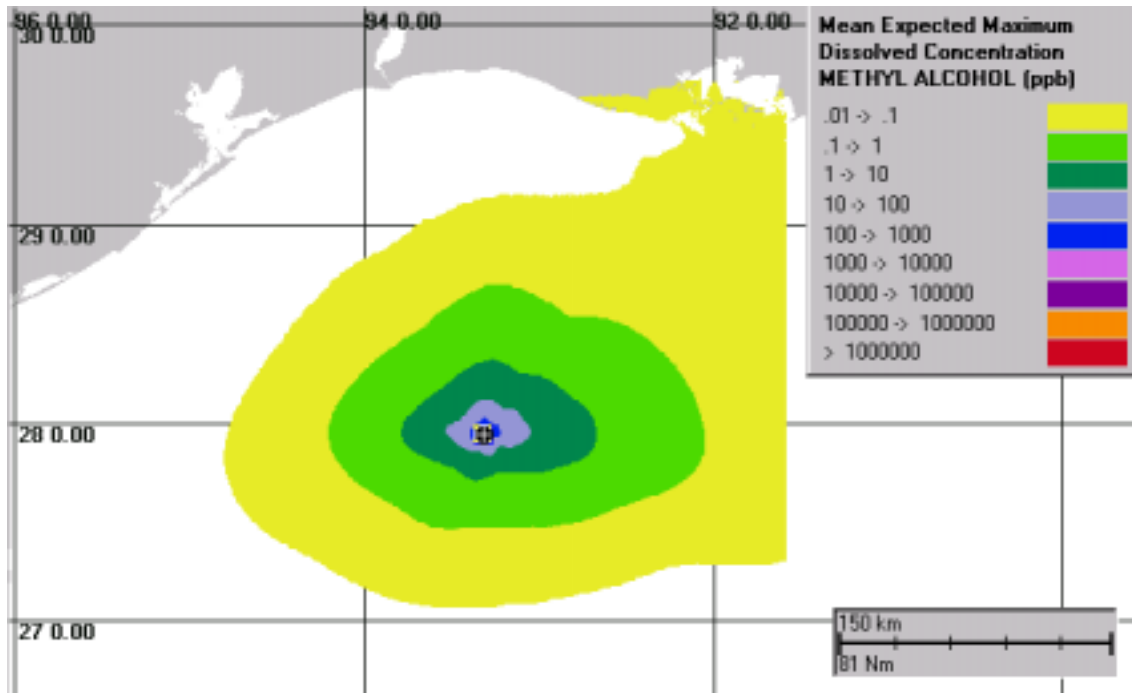 96 0.00
94 0.00
92 0.00
30 0.00
29 0.00
28 0.00
27 0.00
Mean Expected Maximum
Dissolved Concentration
METHYL ALCOHOL (ppb)
.01 -> .1
.1 -> 1
1 -> 10
10 -> 100
100 -> 1000
1000 -> 10000
10000 -> 100000
100000 -> 1000000
> 1000000
150 km
81 Nm